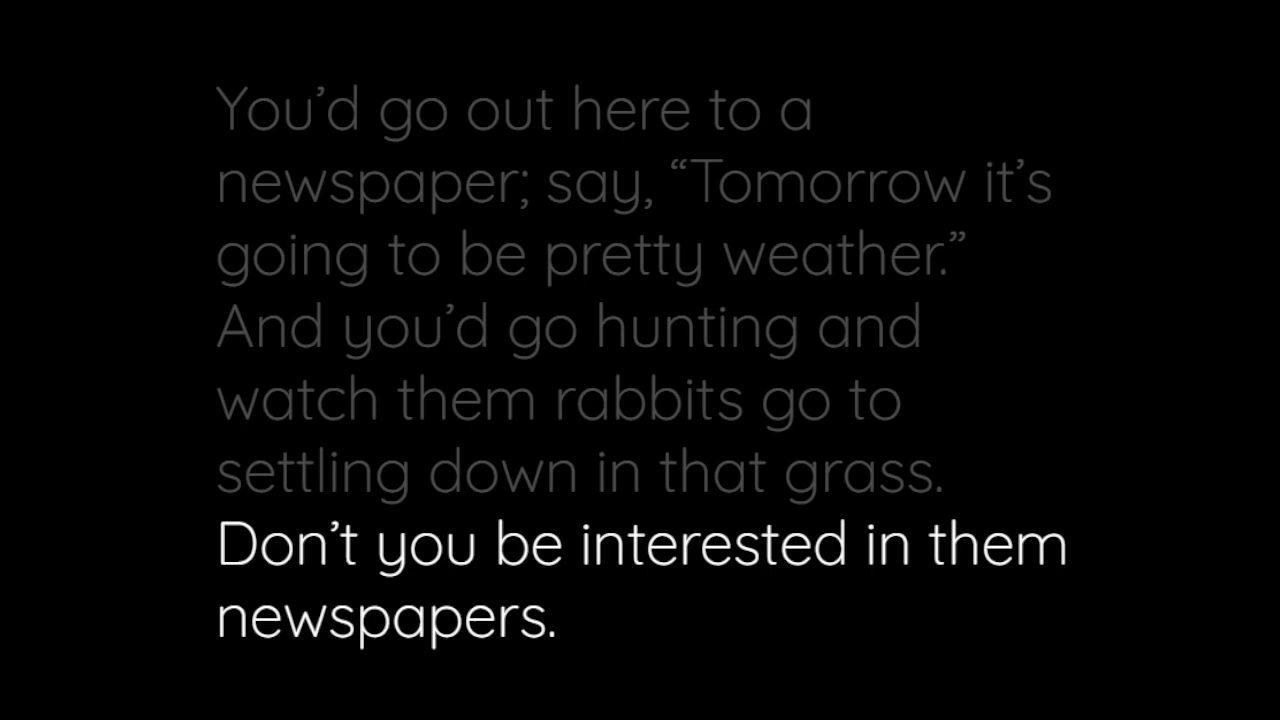 You’d go out here to a
newspaper; say, “Tomorrow it’s
going to be pretty weather.”
And you’d go hunting and
watch them rabbits go to
settling down in that grass.
Don’t you be interested in them
newspapers.